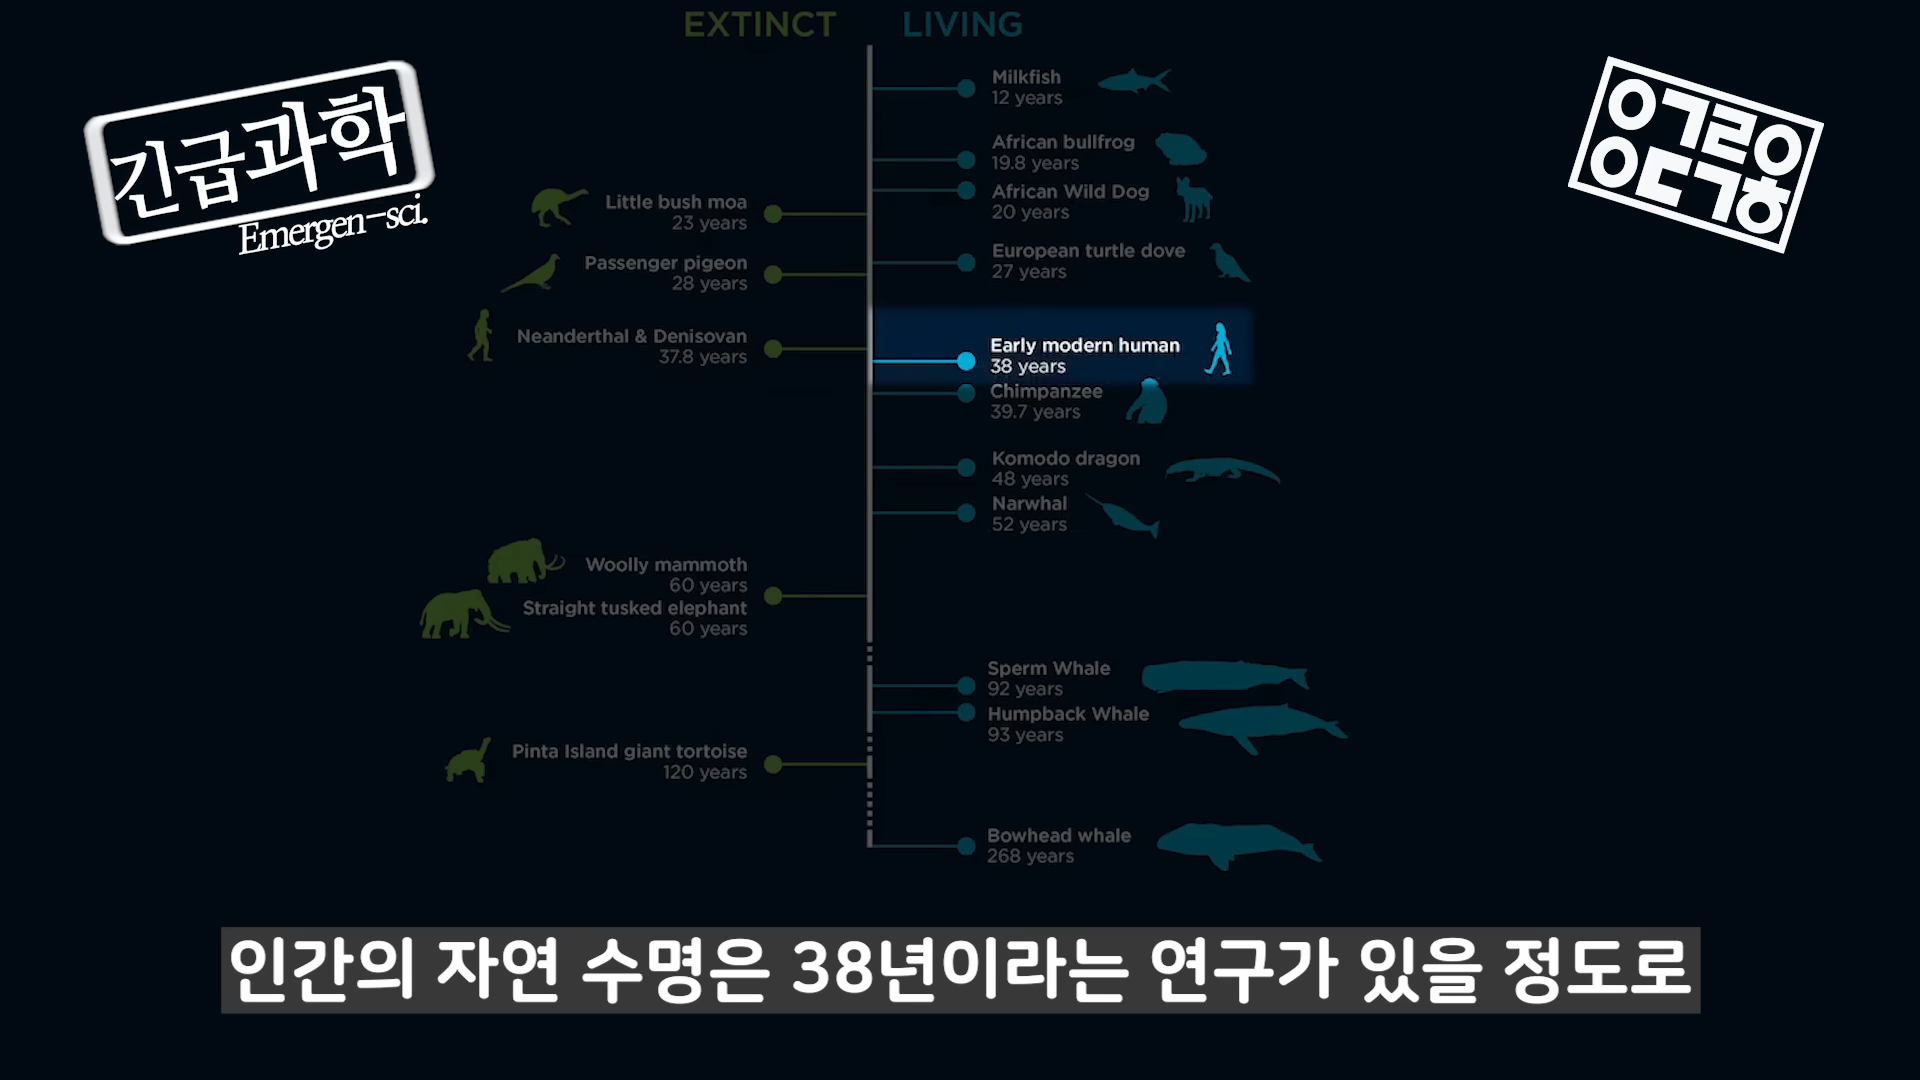 EXTINCT
LIVING
긴급과학
Emergen-sci.
Milkfish
12 years
African bullfrog
19.8 years
African Wild Dog
20 years
Little bush moa
23 years
European turtle dove
27 years
Passenger pigeon
28 years
Neanderthal & Denisovan
37.8 years
Early modern human
38 years
Chimpanzee
39.7 years
Komodo dragon
48 years
Narwhal
52 years
Woolly mammoth
60 years
Straight tusked elephant
60 years
Sperm Whale
92 years
Humpback Whale
93 years
Pinta Island giant tortoise
120 years
Bowhead whale
268 years
인간의 자연 수명은 38년이라는 연구가 있을 정도로